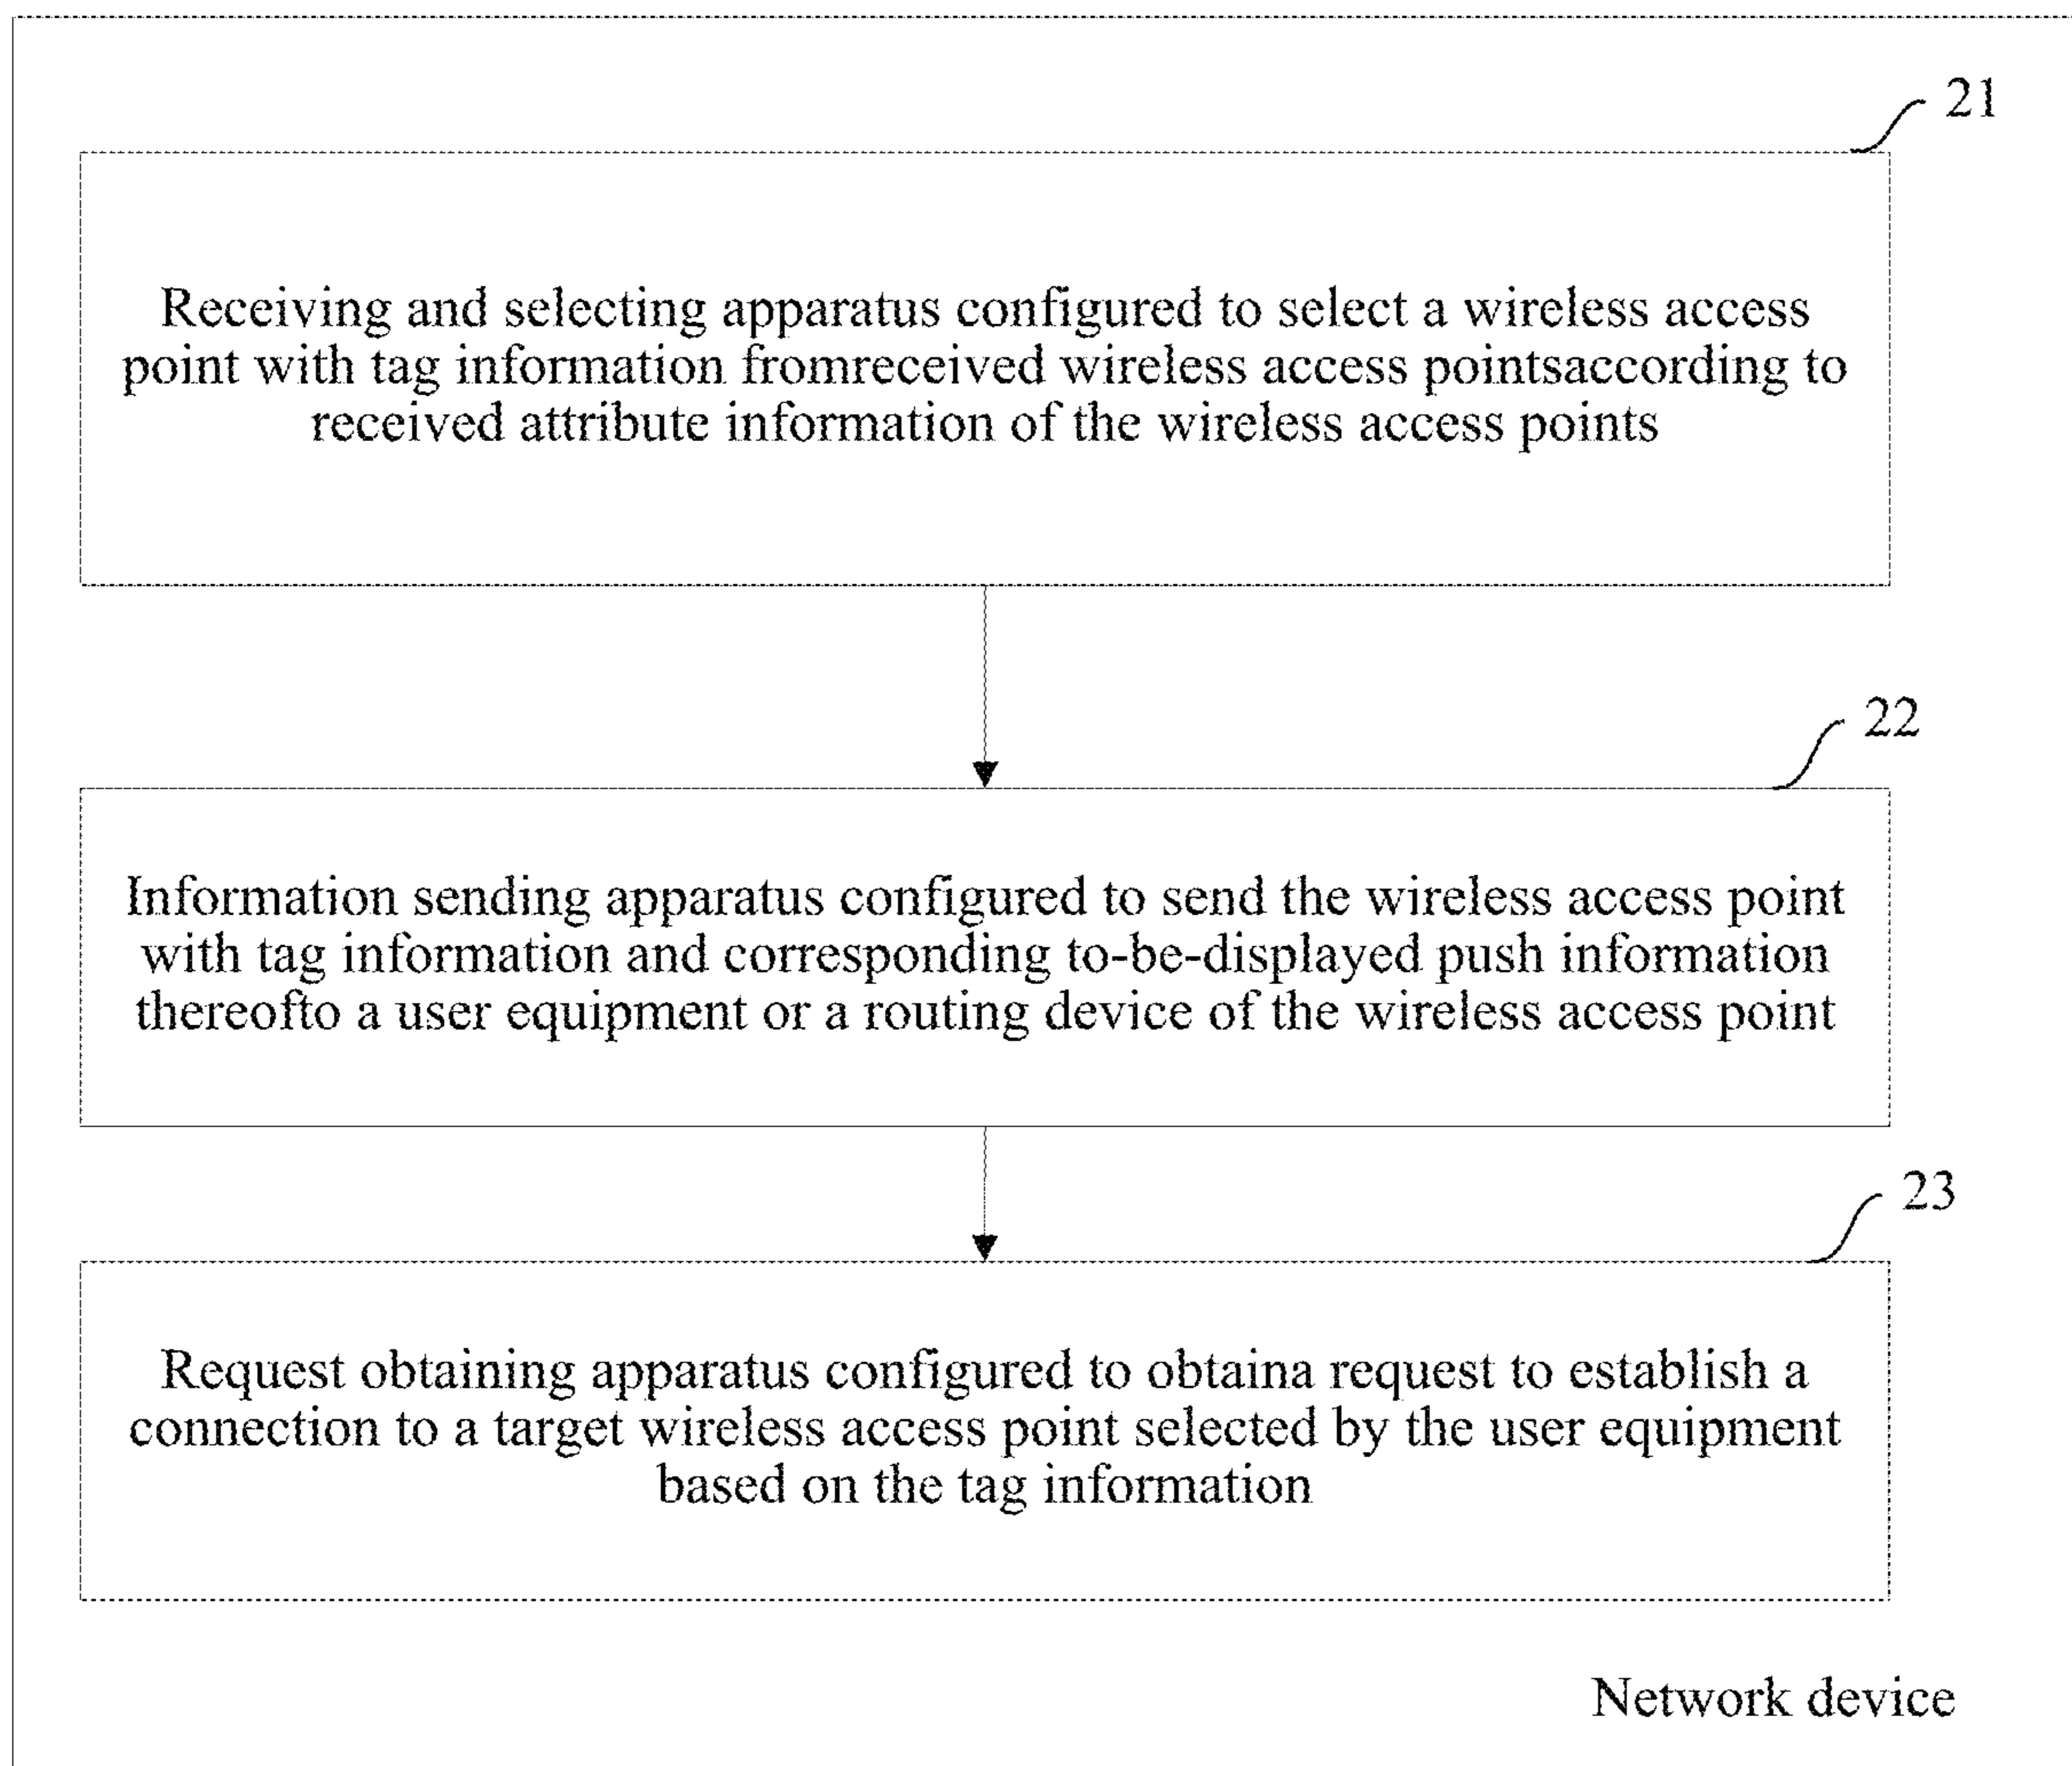 21
Receiving and selecting apparatus configured to select a wireless access
point with tag information fromreceived wireless access pointsaccording to
received attribute information of the wireless access points
22
Information sending apparatus configured to send the wireless access point
with tag information and corresponding to-be-displayed push information
thereofto a user equipment or a routing device of the wireless access point
23
Request obtaining apparatus configured to obtaina request to establish a
connection to a target wireless access point selected by the user equipment
based on the tag information
Network device